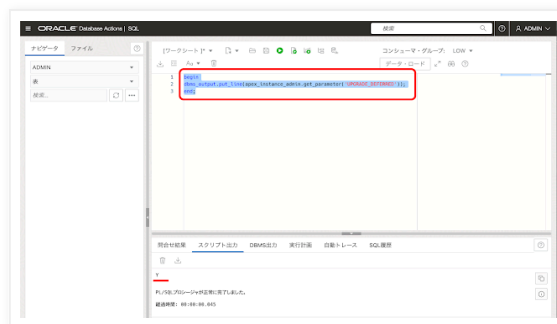 ORACLE Database Actions | SQL
検索
ADMIN
ナビゲータ
ファイル
[ワークシート]*
コンシューマ・グループ:
LOW
データ・ロード
Aa
ADMIN
表
検索...
1 begin
2 dbms_output.put_line(apex_instance_admin.get_parameter('UPGRADE_DEFERRED'));
3 end;
問合せ結果
スクリプト出力
DBMS出力
実行計画
自動トレース
SQL履歴
Y
PL/SQLプロシージャが正常に完了しました。
経過時間: 00:00:00.045